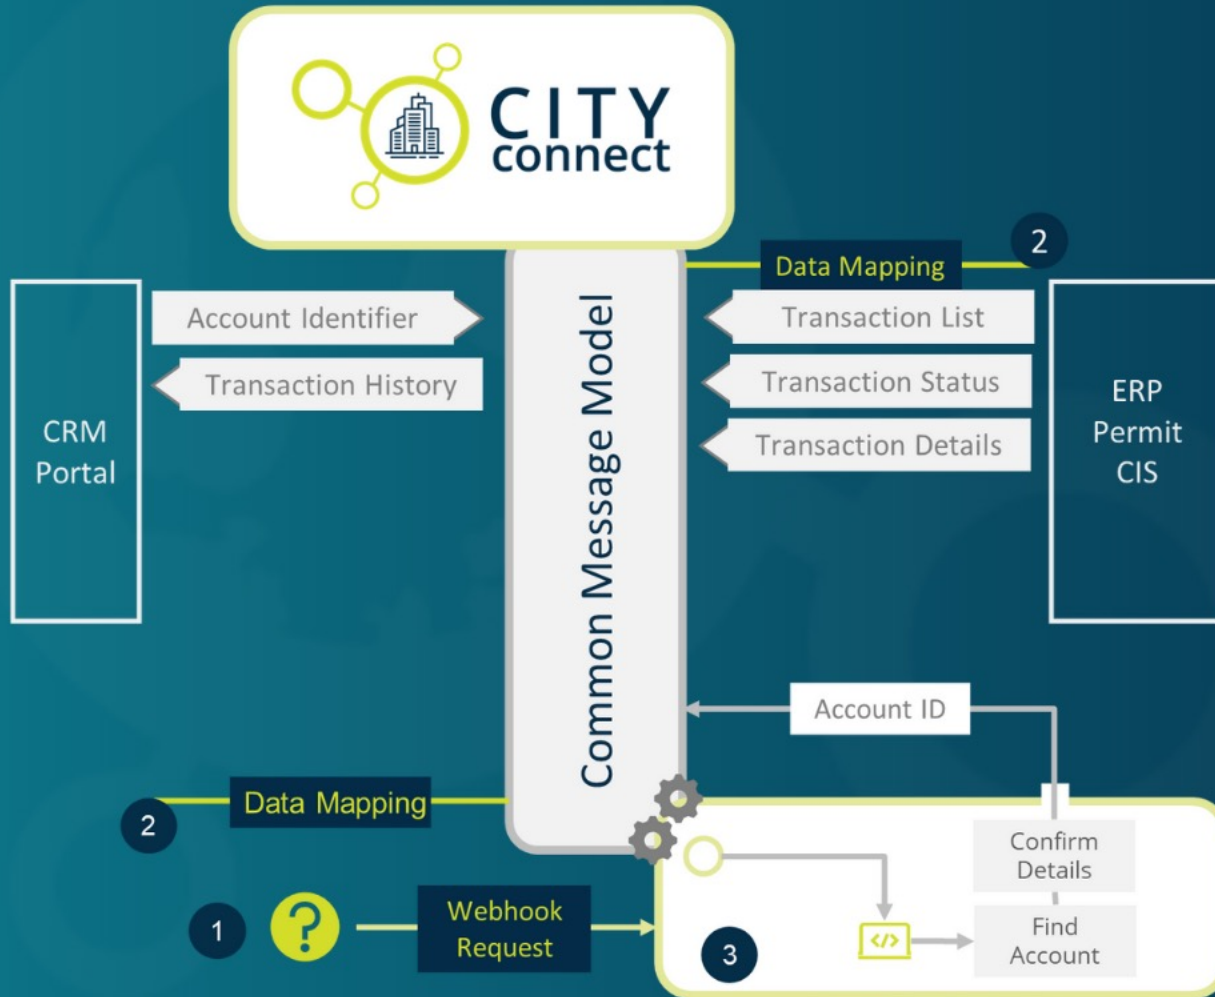 CITY
connect
2
Data Mapping
Account Identifier
Transaction History
CRM
Portal
Common Message Model
Transaction List
Transaction Status
Transaction Details
ERP
Permit
CIS
Account ID
2
Data Mapping
1
?
Webhook
Request
3
</>
Confirm
Details
Find
Account